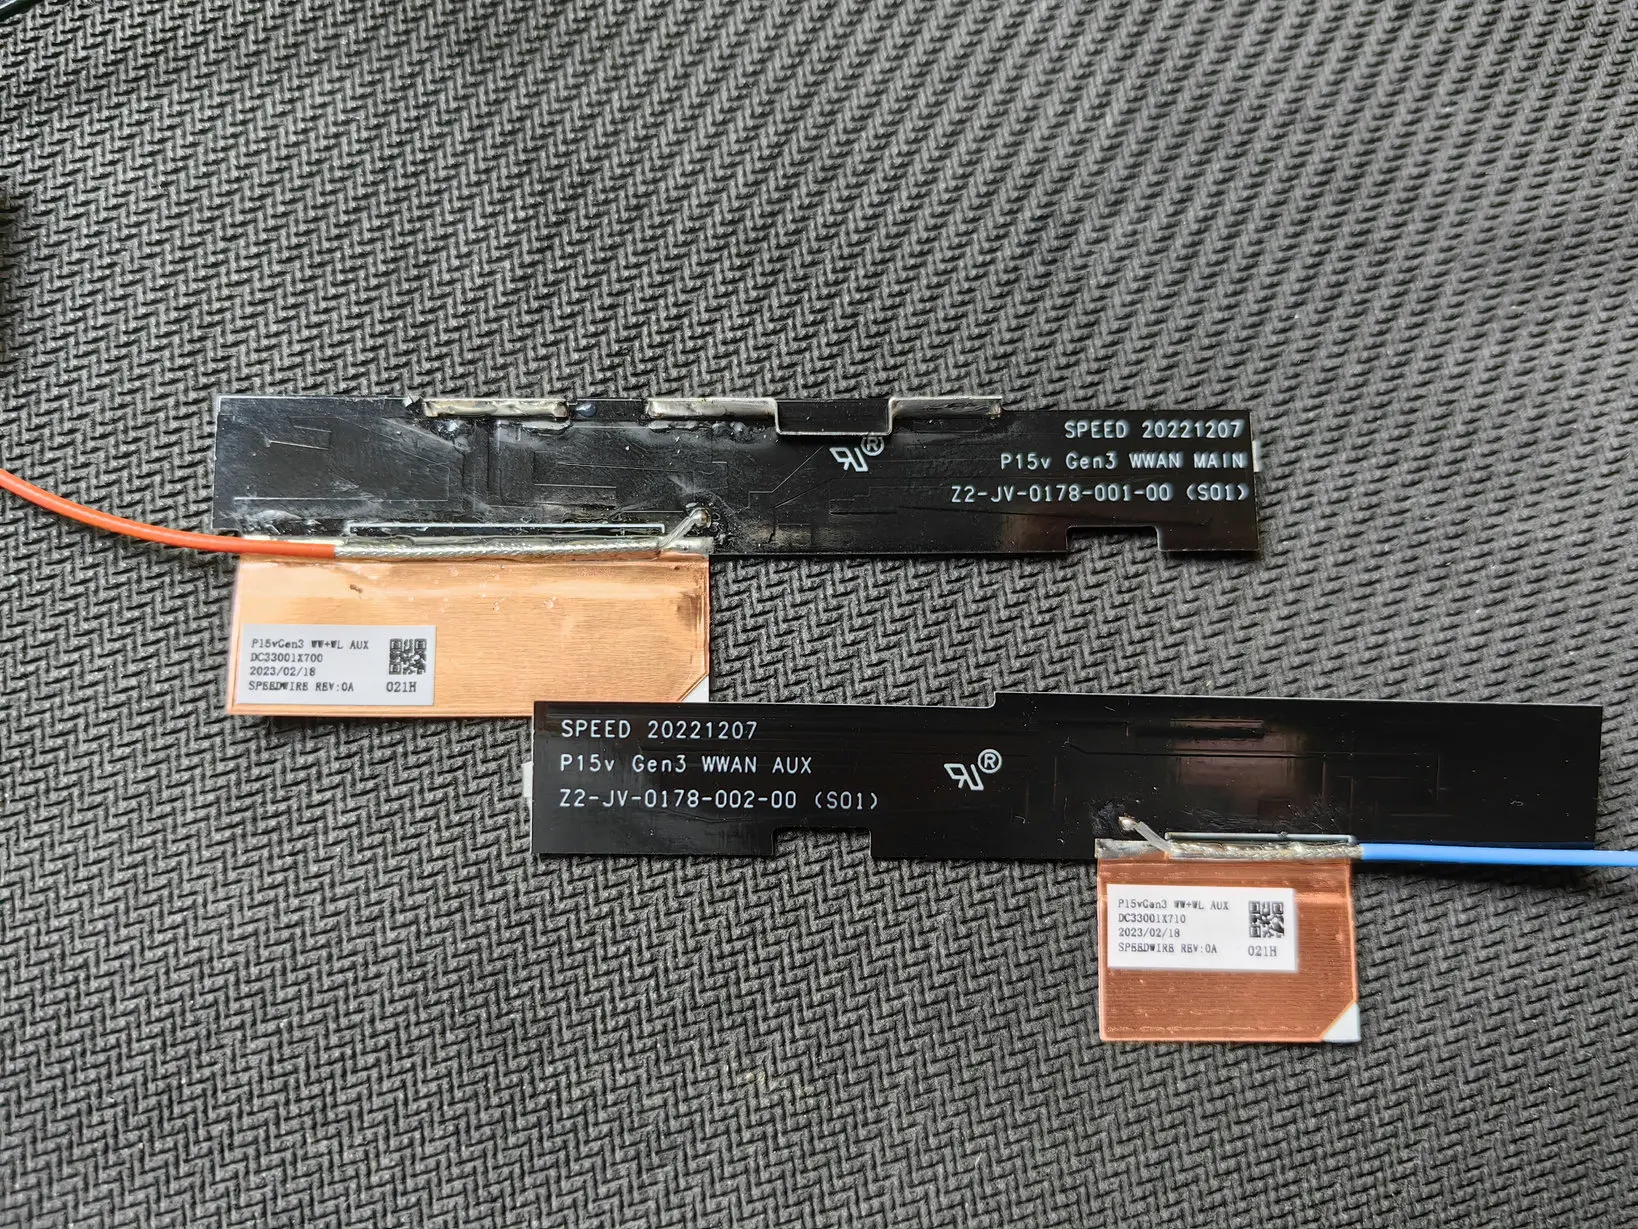 SPEED 20221207
P15v Gen3 WWAN MAIN
Z2-JV-0178-001-00 (S01)
P15vGen3 WW+WL AUX
DC33001X700
2023/02/18
SPEEDWIRE REV:0A 021H
SPEED 20221207
P15v Gen3 WWAN AUX
Z2-JV-0178-002-00 (S01)
P15vGen3 WW+WL AUX
DC33001X710
2023/02/18
SPEEDWIRE REV:0A 021H